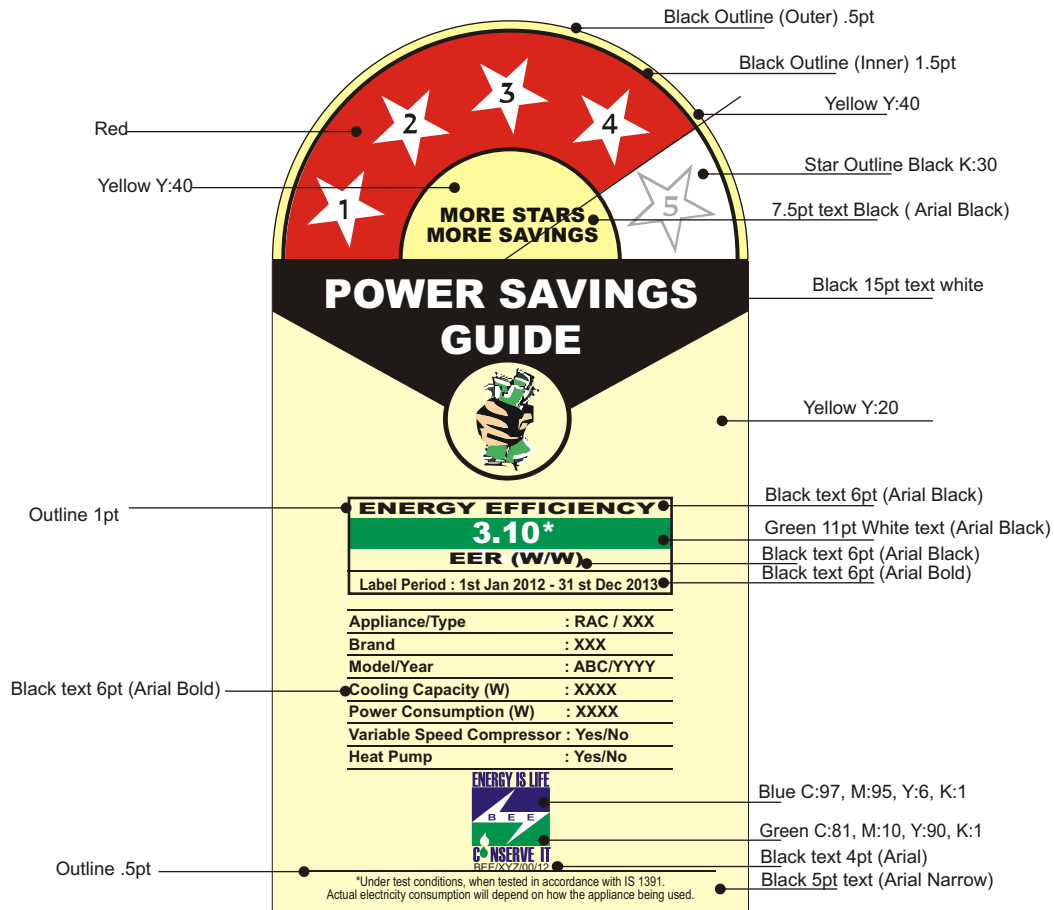 Black Outline (Outer) .5pt
Black Outline (Inner) 1.5pt
Yellow Y:40
Red
Star Outline Black K:30
Yellow Y:40
7.5pt text Black ( Arial Black)
1
2
3
4
5
MORE STARS
MORE SAVINGS
Black 15pt text white
POWER SAVINGS
GUIDE
Yellow Y:20
Outline 1pt
ENERGY EFFICIENCY
Black text 6pt (Arial Black)
3.10*
Green 11pt White text (Arial Black)
EER (W/W)
Black text 6pt (Arial Black)
Label Period : 1st Jan 2012 - 31 st Dec 2013
Black text 6pt (Arial Bold)
Appliance/Type : RAC / XXX
Brand : XXX
Model/Year : ABC/YYYY
Black text 6pt (Arial Bold)
Cooling Capacity (W) : XXXX
Power Consumption (W) : XXXX
Variable Speed Compressor : Yes/No
Heat Pump : Yes/No
ENERGY IS LIFE
BEE
CONSERVE IT
BEE/XYZ/00/12
Blue C:97, M:95, Y:6, K:1
Green C:81, M:10, Y:90, K:1
Black text 4pt (Arial)
Outline .5pt
Black 5pt text (Arial Narrow)
*Under test conditions, when tested in accordance with IS 1391.
Actual electricity consumption will depend on how the appliance being used.